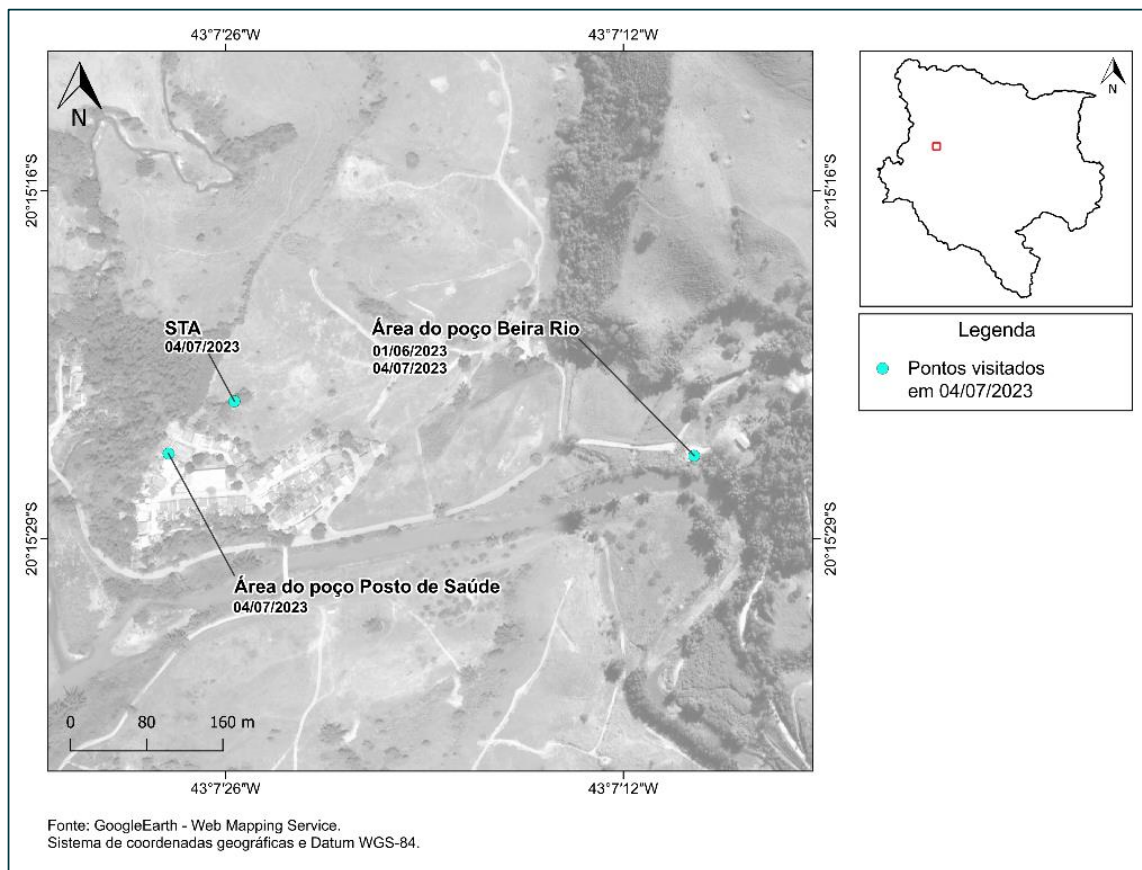 43°7'26"W
43°7'12"W
N
N
20°15'16"S
20°15'16"S
STA
04/07/2023
Área do poço Beira Rio
01/06/2023
04/07/2023
Legenda
Pontos visitados
em 04/07/2023
20°15'29"S
20°15'29"S
Área do poço Posto de Saúde
04/07/2023
0 80 160 m
43°7'26"W
43°7'12"W
Fonte: GoogleEarth - Web Mapping Service.
Sistema de coordenadas geográficas e Datum WGS-84.